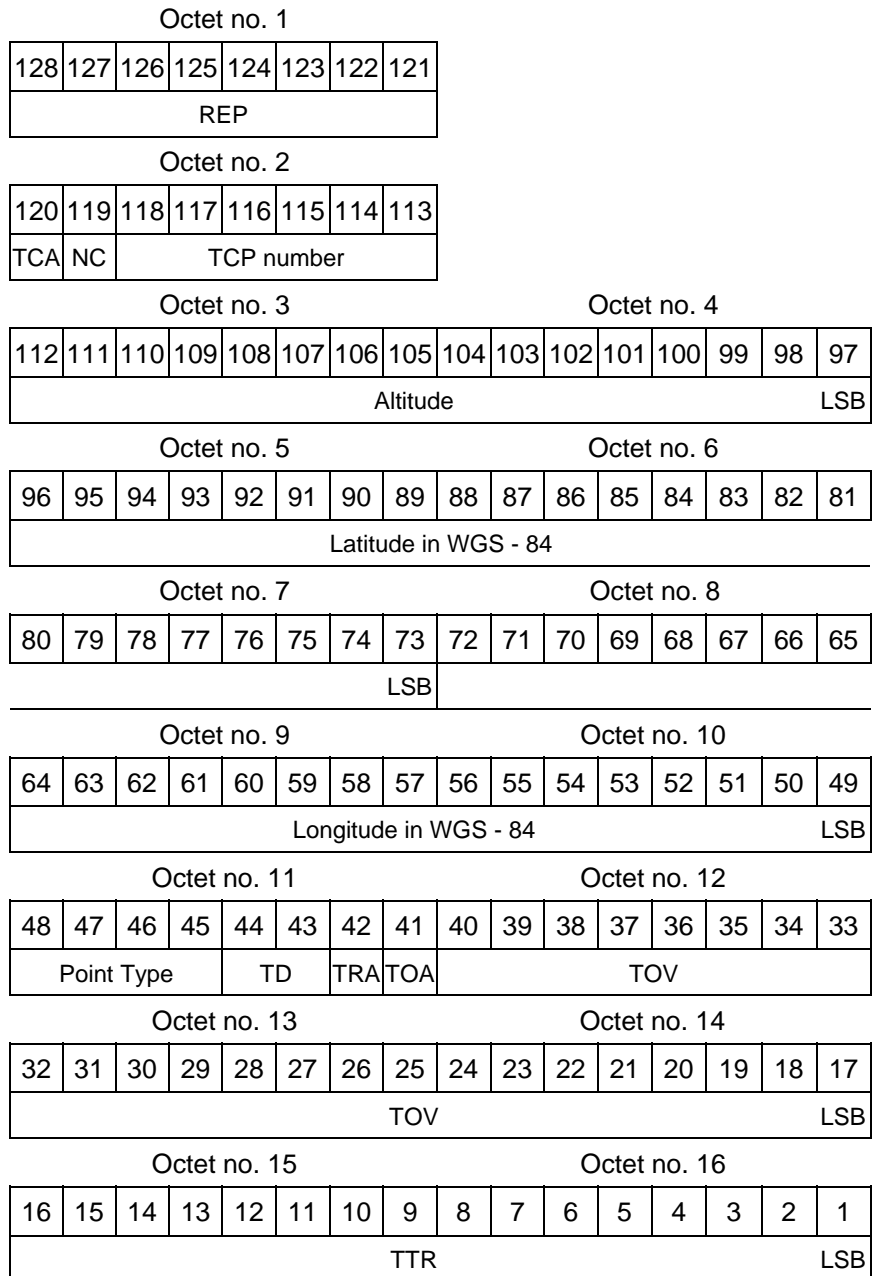 Octet no. 1
128 127 126 125 124 123 122 121
REP
Octet no. 2
120 119 118 117 116 115 114 113
TCA NC TCP number
Octet no. 3 Octet no. 4
112 111 110 109 108 107 106 105 104 103 102 101 100 99 98 97
Altitude LSB
Octet no. 5 Octet no. 6
96 95 94 93 92 91 90 89 88 87 86 85 84 83 82 81
Latitude in WGS - 84
Octet no. 7 Octet no. 8
80 79 78 77 76 75 74 73 72 71 70 69 68 67 66 65
LSB
Octet no. 9 Octet no. 10
64 63 62 61 60 59 58 57 56 55 54 53 52 51 50 49
Longitude in WGS - 84 LSB
Octet no. 11 Octet no. 12
48 47 46 45 44 43 42 41 40 39 38 37 36 35 34 33
Point Type TD TRA TOA TOV
Octet no. 13 Octet no. 14
32 31 30 29 28 27 26 25 24 23 22 21 20 19 18 17
TOV LSB
Octet no. 15 Octet no. 16
16 15 14 13 12 11 10 9 8 7 6 5 4 3 2 1
TTR LSB